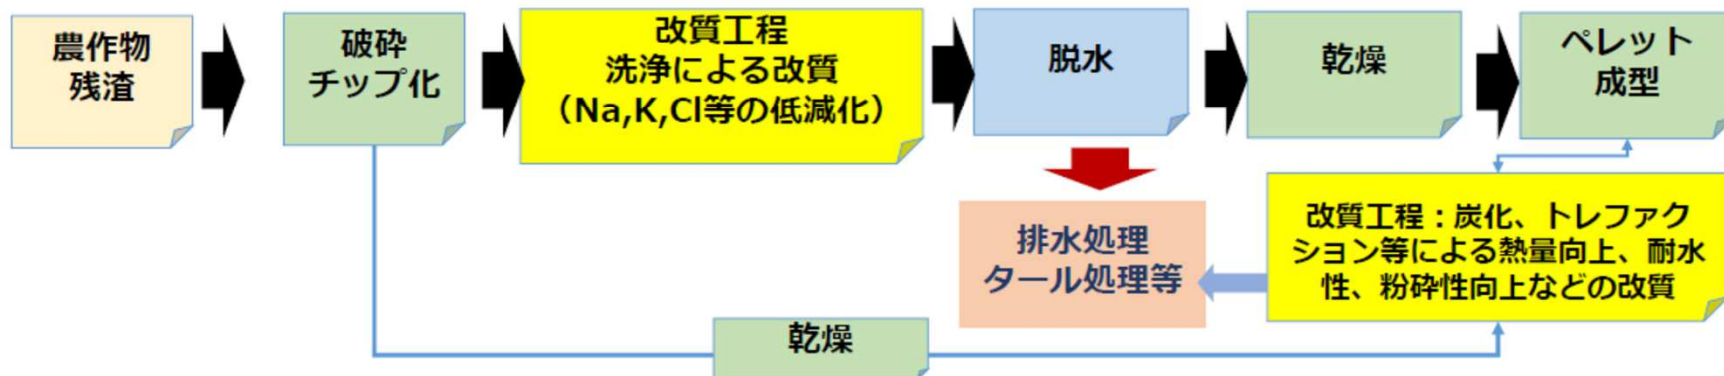 農作物
残渣
破砕
チップ化
改質工程
洗浄による改質
（Na,K,Cl等の低減化）
脱水
乾燥
ペレット
成型
排水処理
タール処理等
改質工程：炭化、トレファク
ション等による熱量向上、耐水
性、粉砕性向上などの改質
乾燥